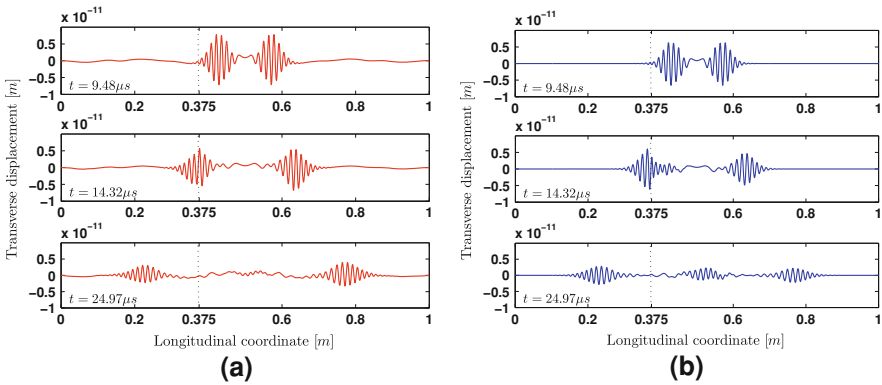 x 10⁻¹¹
0.5
0
−0.5
−1
t = 9.48μs
0 0.2 0.375 0.6 0.8 1
x 10⁻¹¹
0.5
0
−0.5
−1
t = 14.32μs
0 0.2 0.375 0.6 0.8 1
x 10⁻¹¹
0.5
0
−0.5
−1
t = 24.97μs
0 0.2 0.375 0.6 0.8 1
Transverse displacement [m]
Longitudinal coordinate [m]
(a)
x 10⁻¹¹
0.5
0
−0.5
−1
t = 9.48μs
0 0.2 0.375 0.6 0.8 1
x 10⁻¹¹
0.5
0
−0.5
−1
t = 14.32μs
0 0.2 0.375 0.6 0.8 1
x 10⁻¹¹
0.5
0
−0.5
−1
t = 24.97μs
0 0.2 0.375 0.6 0.8 1
Transverse displacement [m]
Longitudinal coordinate [m]
(b)